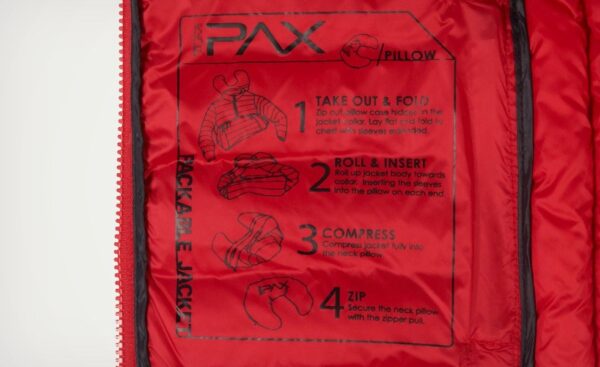 PAX
/PILLOW
1 TAKE OUT & FOLD
Zip out pillow case hidden in the
jacket collar. Lay flat and fold to
chest with sleeves extended.
2 ROLL & INSERT
Roll up jacket body towards
collar. Inserting the sleeves
into the pillow on each end.
3 COMPRESS
Compress jacket fully into
the neck pillow.
4 ZIP
Secure the neck pillow
with the zipper pull.
PAX
PACKABLE JACKET